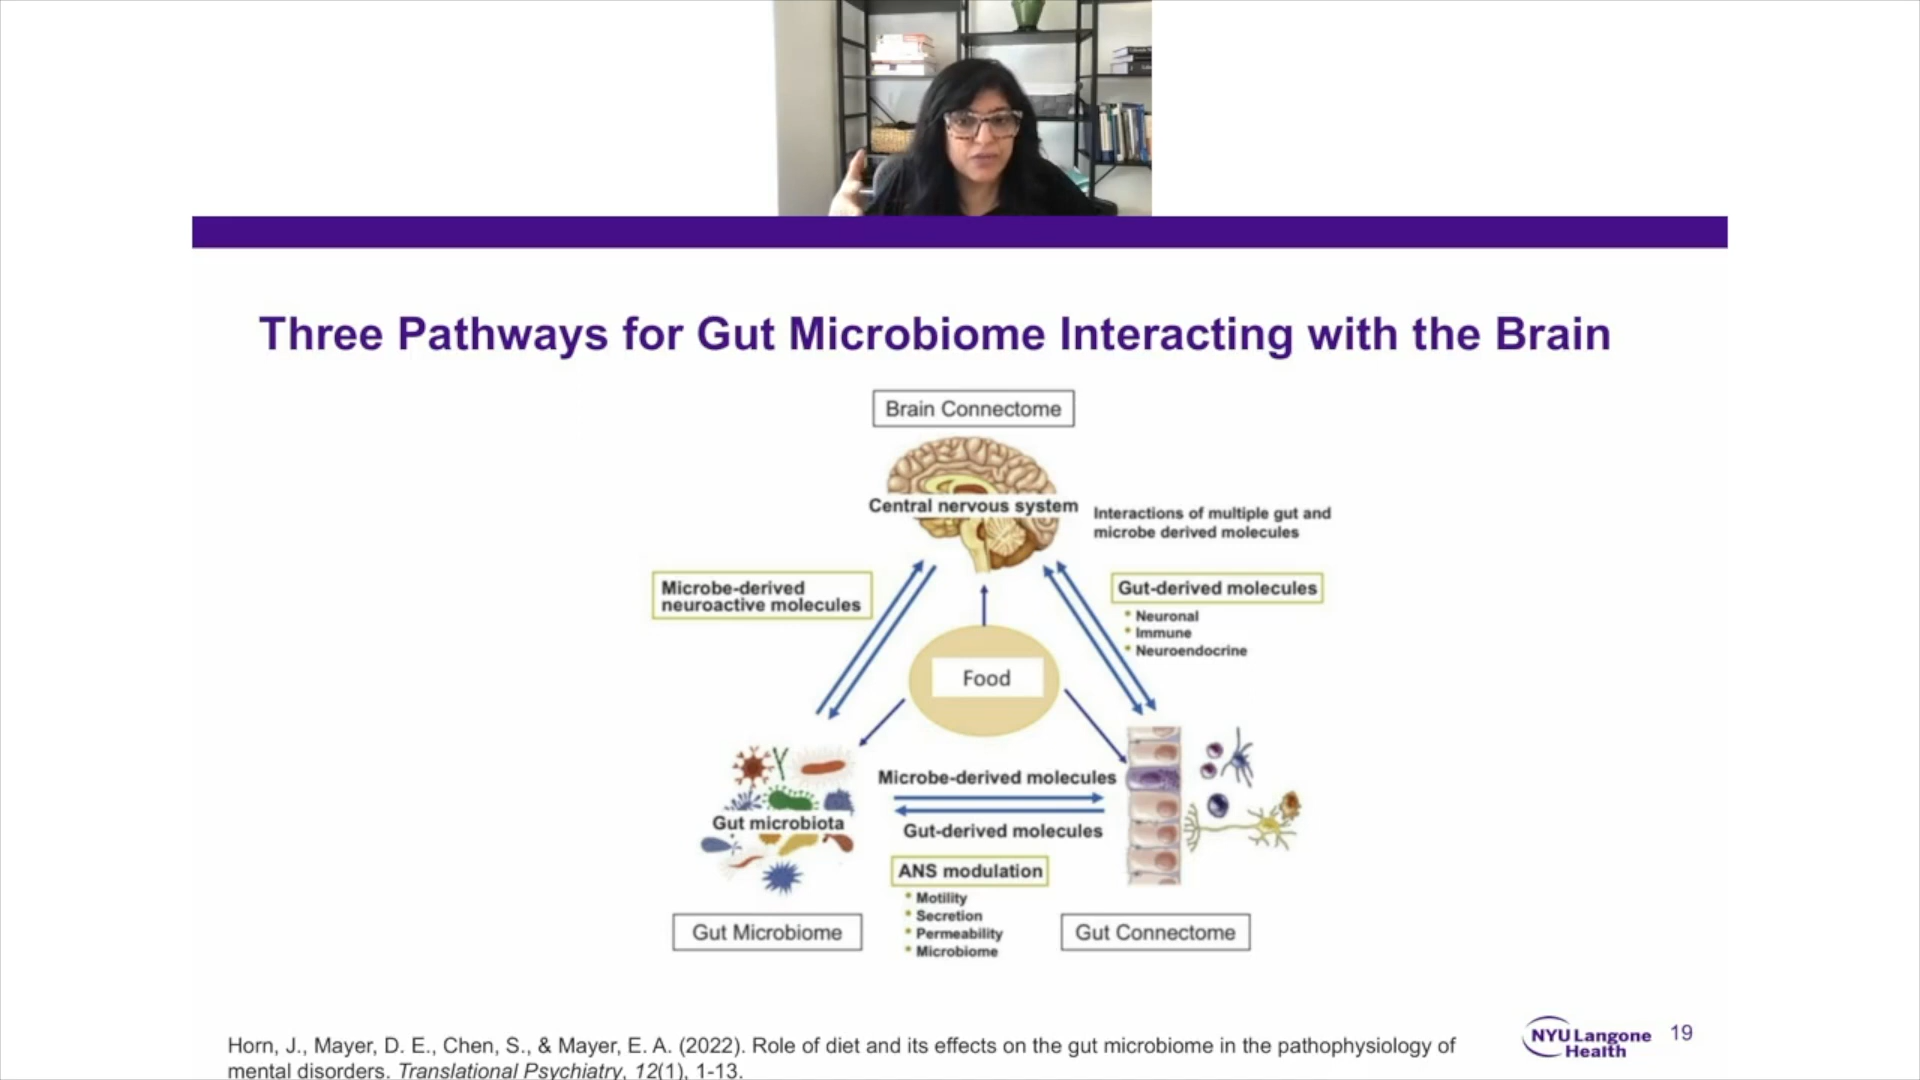 Three Pathways for Gut Microbiome Interacting with the Brain
Brain Connectome
Central nervous system
Interactions of multiple gut and
microbe derived molecules
Microbe-derived
neuroactive molecules
Gut-derived molecules
• Neuronal
• Immune
• Neuroendocrine
Food
Microbe-derived molecules
Gut microbiota
Gut-derived molecules
ANS modulation
• Motility
• Secretion
• Permeability
• Microbiome
Gut Microbiome
Gut Connectome
Horn, J., Mayer, D. E., Chen, S., & Mayer, E. A. (2022). Role of diet and its effects on the gut microbiome in the pathophysiology of
mental disorders. Translational Psychiatry, 12(1), 1-13.
NYU Langone
Health
19